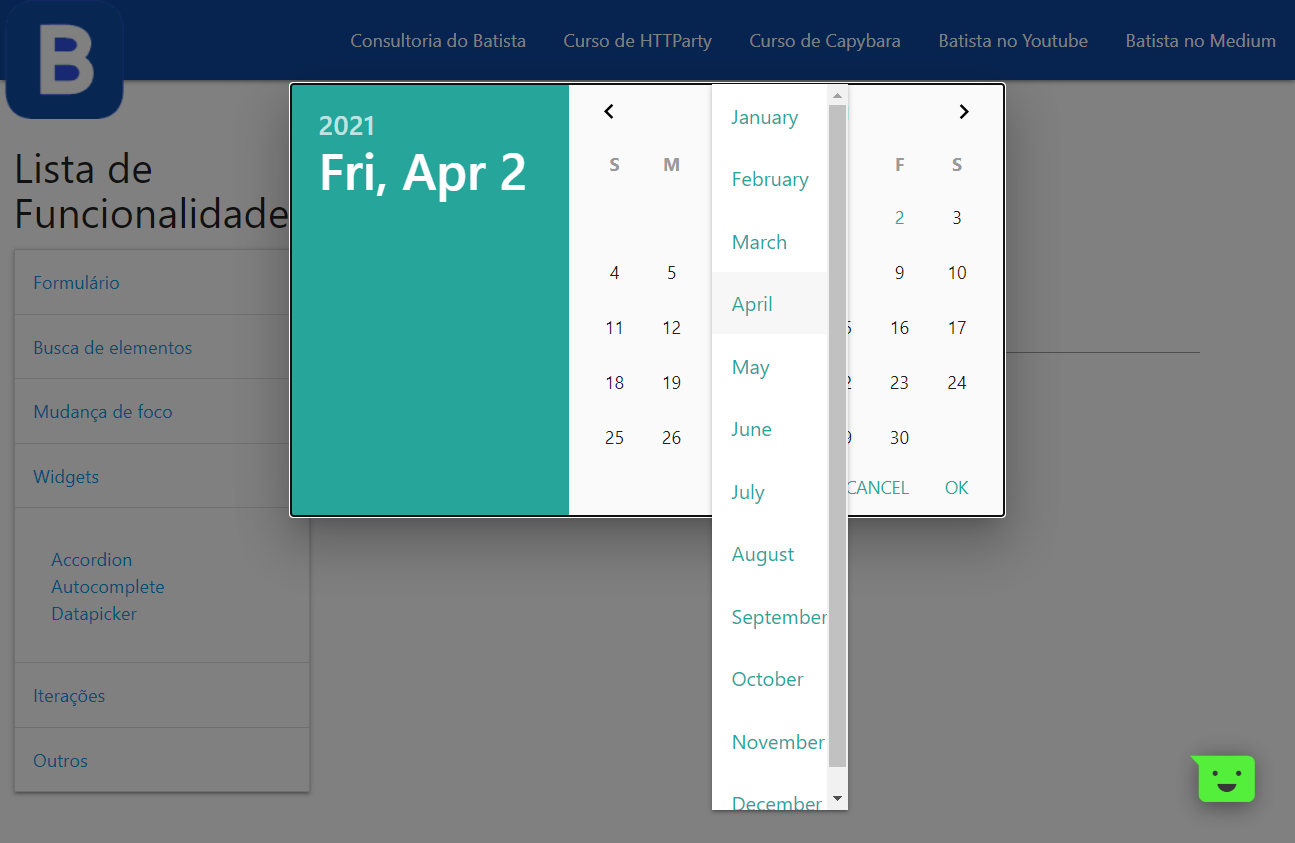 B
Consultoria do Batista
Curso de HTTParty
Curso de Capybara
Batista no Youtube
Batista no Medium
Lista de
Funcionalidade
Formulário
Busca de elementos
Mudança de foco
Widgets
Accordion
Autocomplete
Datapicker
Iterações
Outros
2021
Fri, Apr 2
S M F S
2 3
4 5 9 10
11 12 16 17
18 19 23 24
25 26 30
CANCEL OK
January
February
March
April
May
June
July
August
September
October
November
December